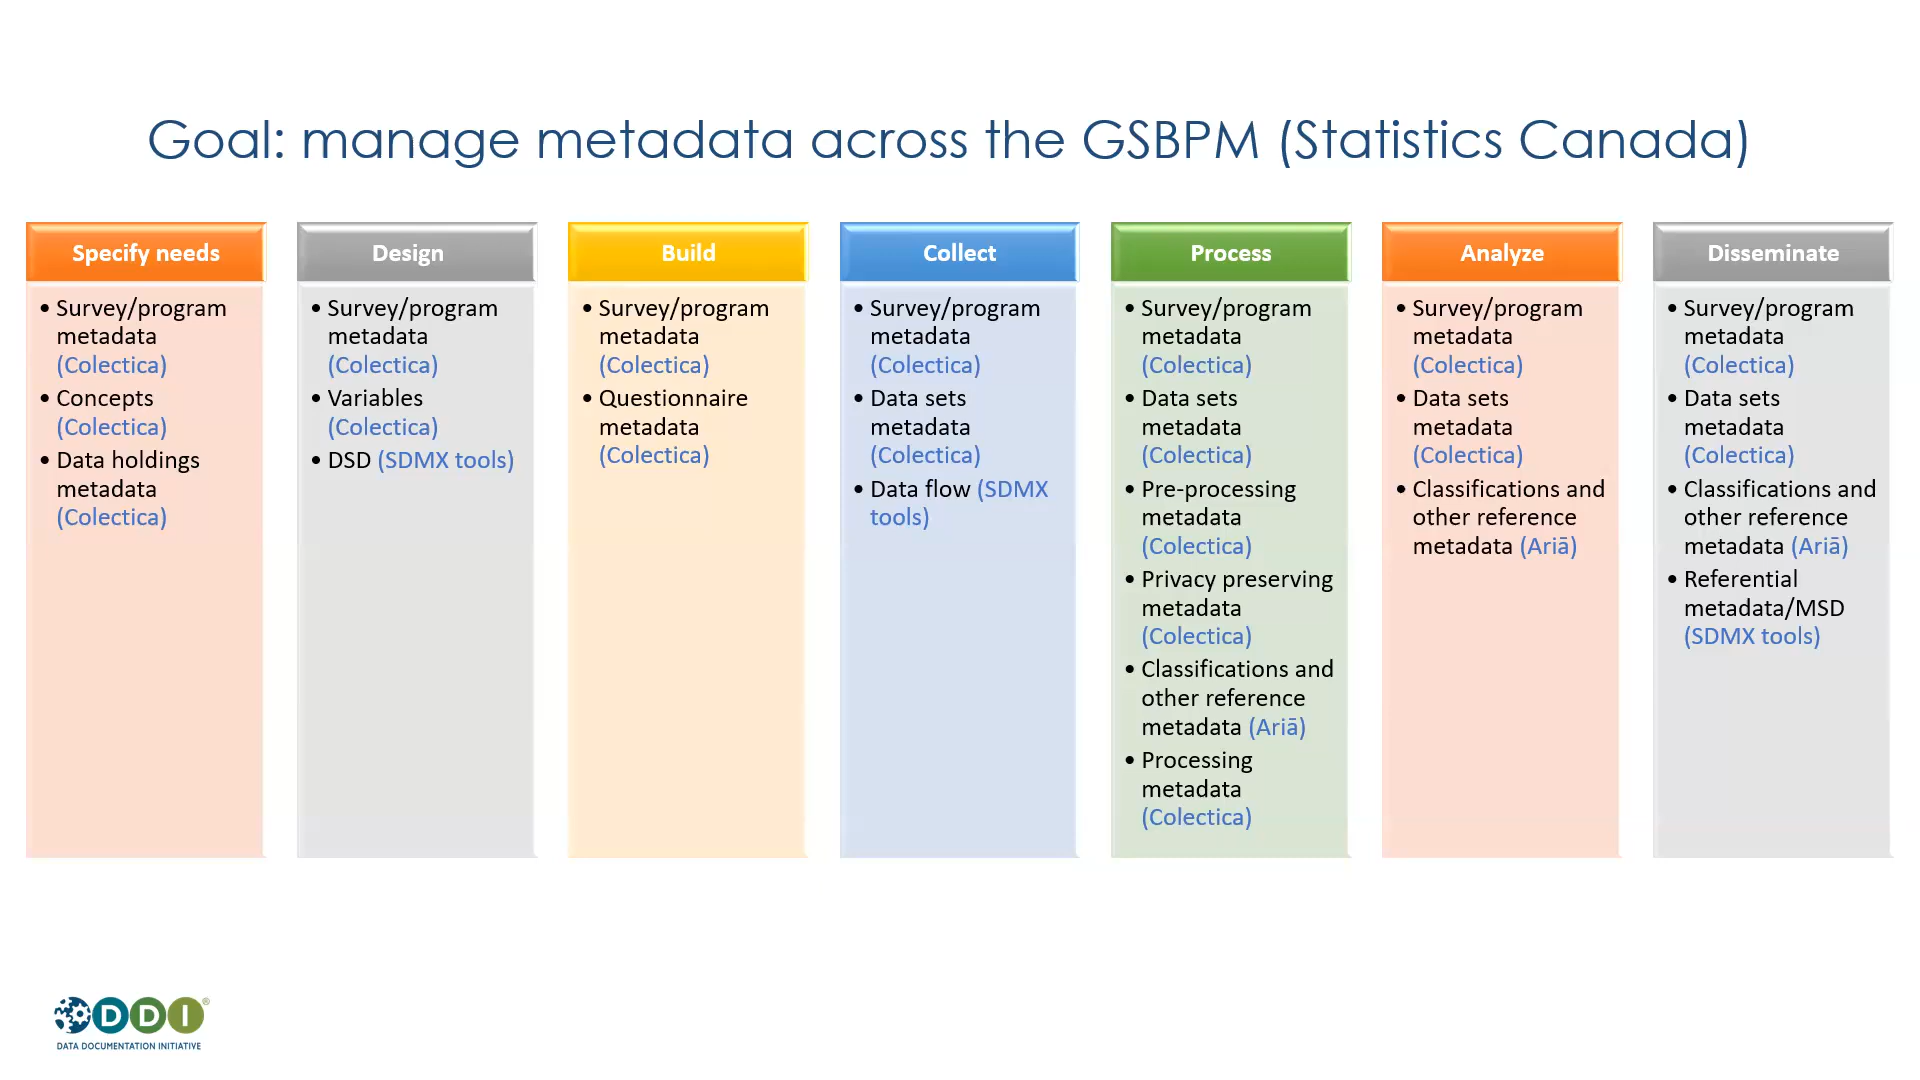 Goal: manage metadata across the GSBPM (Statistics Canada)
Specify needs
• Survey/program
metadata
(Colectica)
• Concepts
(Colectica)
• Data holdings
metadata
(Colectica)
Design
• Survey/program
metadata
(Colectica)
• Variables
(Colectica)
• DSD (SDMX tools)
Build
• Survey/program
metadata
(Colectica)
• Questionnaire
metadata
(Colectica)
Collect
• Survey/program
metadata
(Colectica)
• Data sets
metadata
(Colectica)
• Data flow (SDMX
tools)
Process
• Survey/program
metadata
(Colectica)
• Data sets
metadata
(Colectica)
• Pre-processing
metadata
(Colectica)
• Privacy preserving
metadata
(Colectica)
• Classifications and
other reference
metadata (Ariā)
• Processing
metadata
(Colectica)
Analyze
• Survey/program
metadata
(Colectica)
• Data sets
metadata
(Colectica)
• Classifications and
other reference
metadata (Ariā)
Disseminate
• Survey/program
metadata
(Colectica)
• Data sets
metadata
(Colectica)
• Classifications and
other reference
metadata (Ariā)
• Referential
metadata/MSD
(SDMX tools)
DDI®
DATA DOCUMENTATION INITIATIVE